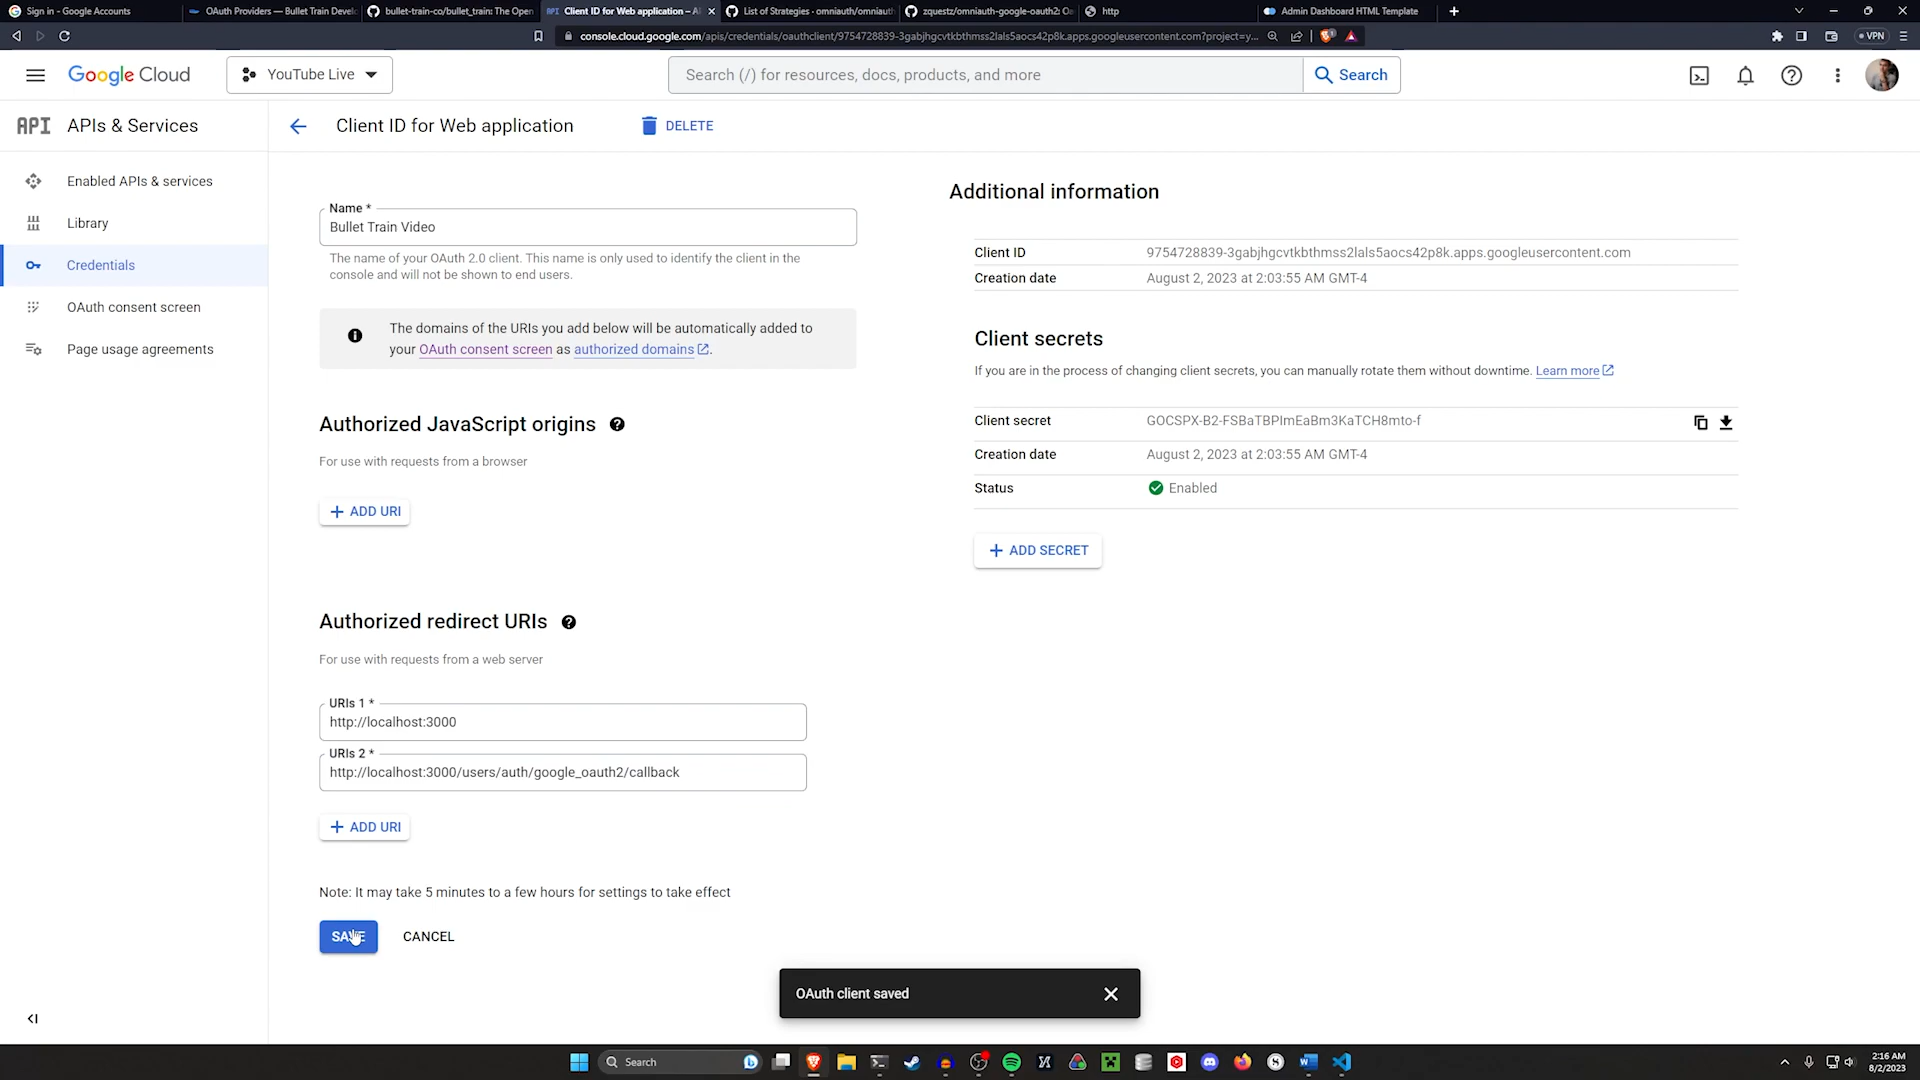 Sign in - Google Accounts
OAuth Providers — Bullet Train Devel
bullet-train-co/bullet_train: The Open
API Client ID for Web application – A
List of Strategies · omniauth/omniauth
zquestz/omniauth-google-oauth2: Oa
http
Admin Dashboard HTML Template
console.cloud.google.com/apis/credentials/oauthclient/9754728839-3gabjhgcvtkbthmss2lals5aocs42p8k.apps.googleusercontent.com?project=y...
VPN
Google Cloud
YouTube Live
Search (/) for resources, docs, products, and more
Search
API APIs & Services
Client ID for Web application
DELETE
Enabled APIs & services
Library
Credentials
OAuth consent screen
Page usage agreements
Name *
Bullet Train Video
The name of your OAuth 2.0 client. This name is only used to identify the client in the
console and will not be shown to end users.
The domains of the URIs you add below will be automatically added to
your OAuth consent screen as authorized domains.
Authorized JavaScript origins
For use with requests from a browser
+ ADD URI
Authorized redirect URIs
For use with requests from a web server
URIs 1 *
http://localhost:3000
URIs 2 *
http://localhost:3000/users/auth/google_oauth2/callback
+ ADD URI
Note: It may take 5 minutes to a few hours for settings to take effect
SAVE
CANCEL
Additional information
Client ID
9754728839-3gabjhgcvtkbthmss2lals5aocs42p8k.apps.googleusercontent.com
Creation date
August 2, 2023 at 2:03:55 AM GMT-4
Client secrets
If you are in the process of changing client secrets, you can manually rotate them without downtime. Learn more
Client secret
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
Creation date
August 2, 2023 at 2:03:55 AM GMT-4
Status
Enabled
+ ADD SECRET
OAuth client saved
Search
2:16 AM
8/2/2023